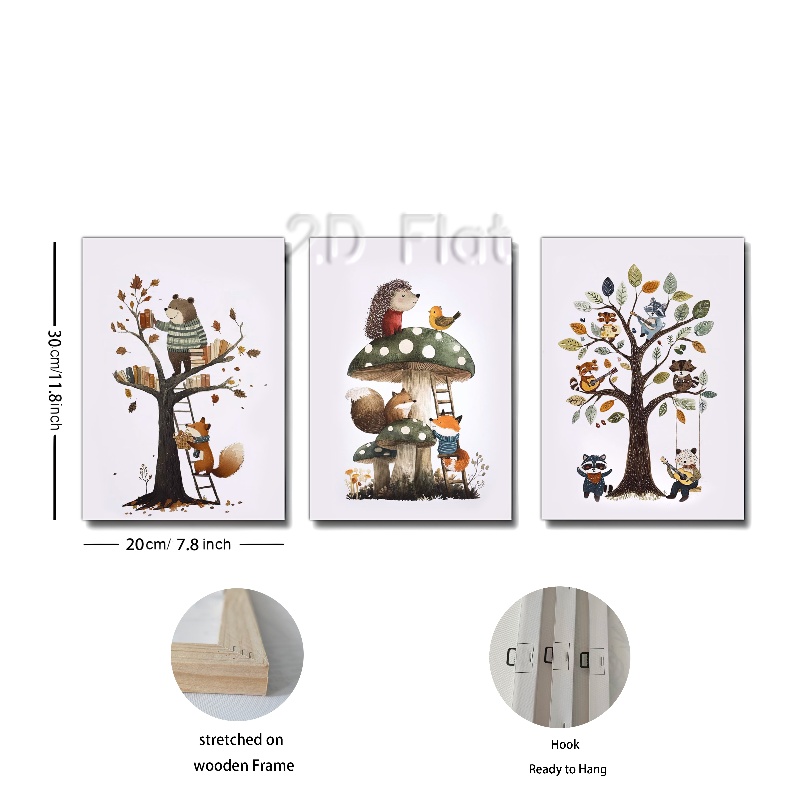 2D Flat
30cm/11.8inch
20cm/ 7.8 inch
stretched on
wooden Frame
Hook
Ready to Hang